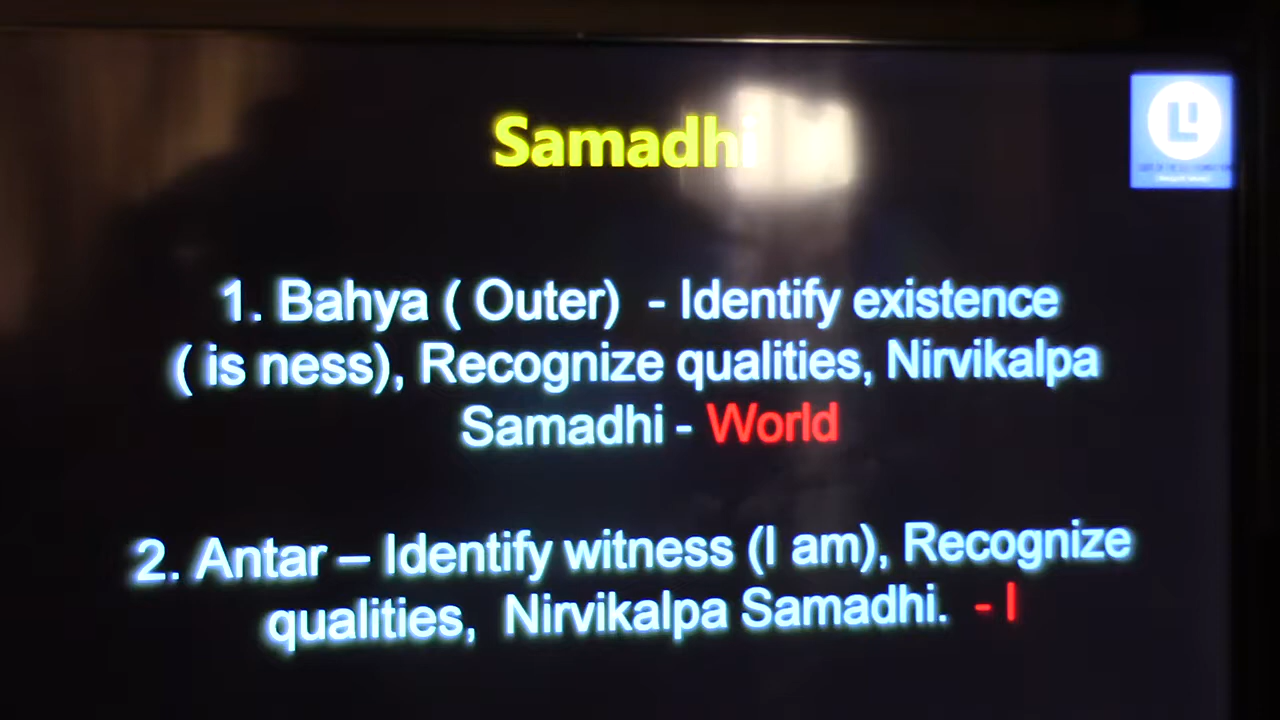 Samadhi
1. Bahya ( Outer) - Identify existence
( is ness), Recognize qualities, Nirvikalpa
Samadhi - World
2. Antar – Identify witness (I am), Recognize
qualities, Nirvikalpa Samadhi. - I